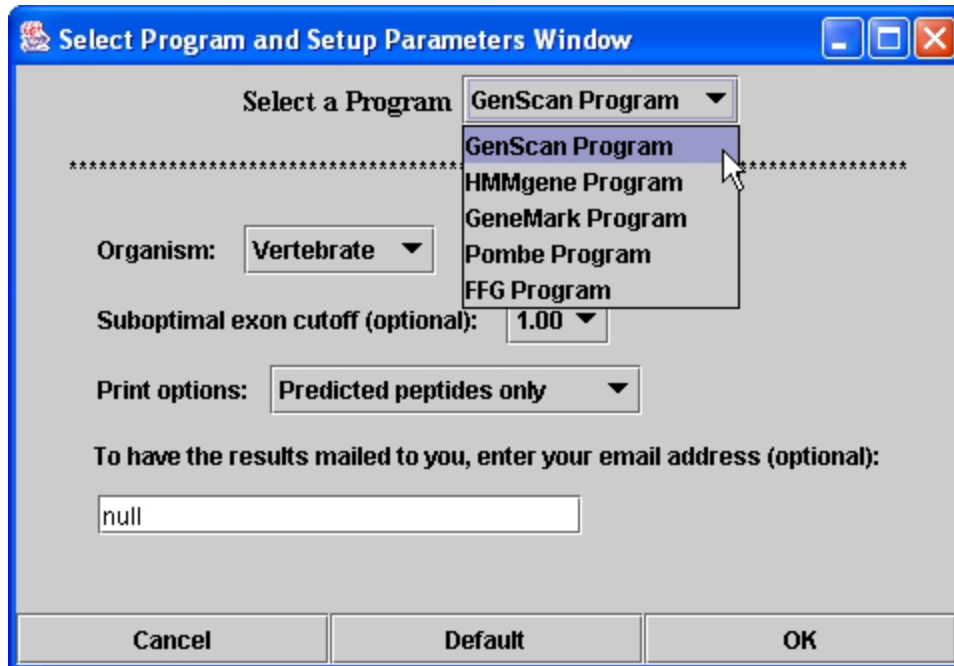 Select Program and Setup Parameters Window
Select a Program GenScan Program
GenScan Program
************************************************************************
HMMgene Program
GeneMark Program
Organism: Vertebrate
Pombe Program
FFG Program
Suboptimal exon cutoff (optional): 1.00
Print options: Predicted peptides only
To have the results mailed to you, enter your email address (optional):
null
Cancel Default OK